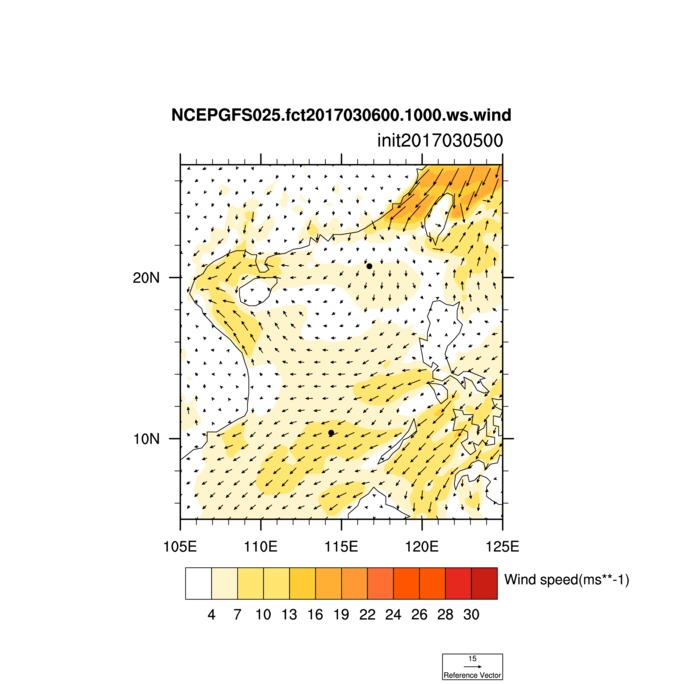 NCEPGFS025.fct2017030600.1000.ws.wind
init2017030500
20N
10N
105E 110E 115E 120E 125E
Wind speed(ms**-1)
4 7 10 13 16 19 22 24 26 28 30
15
Reference Vector